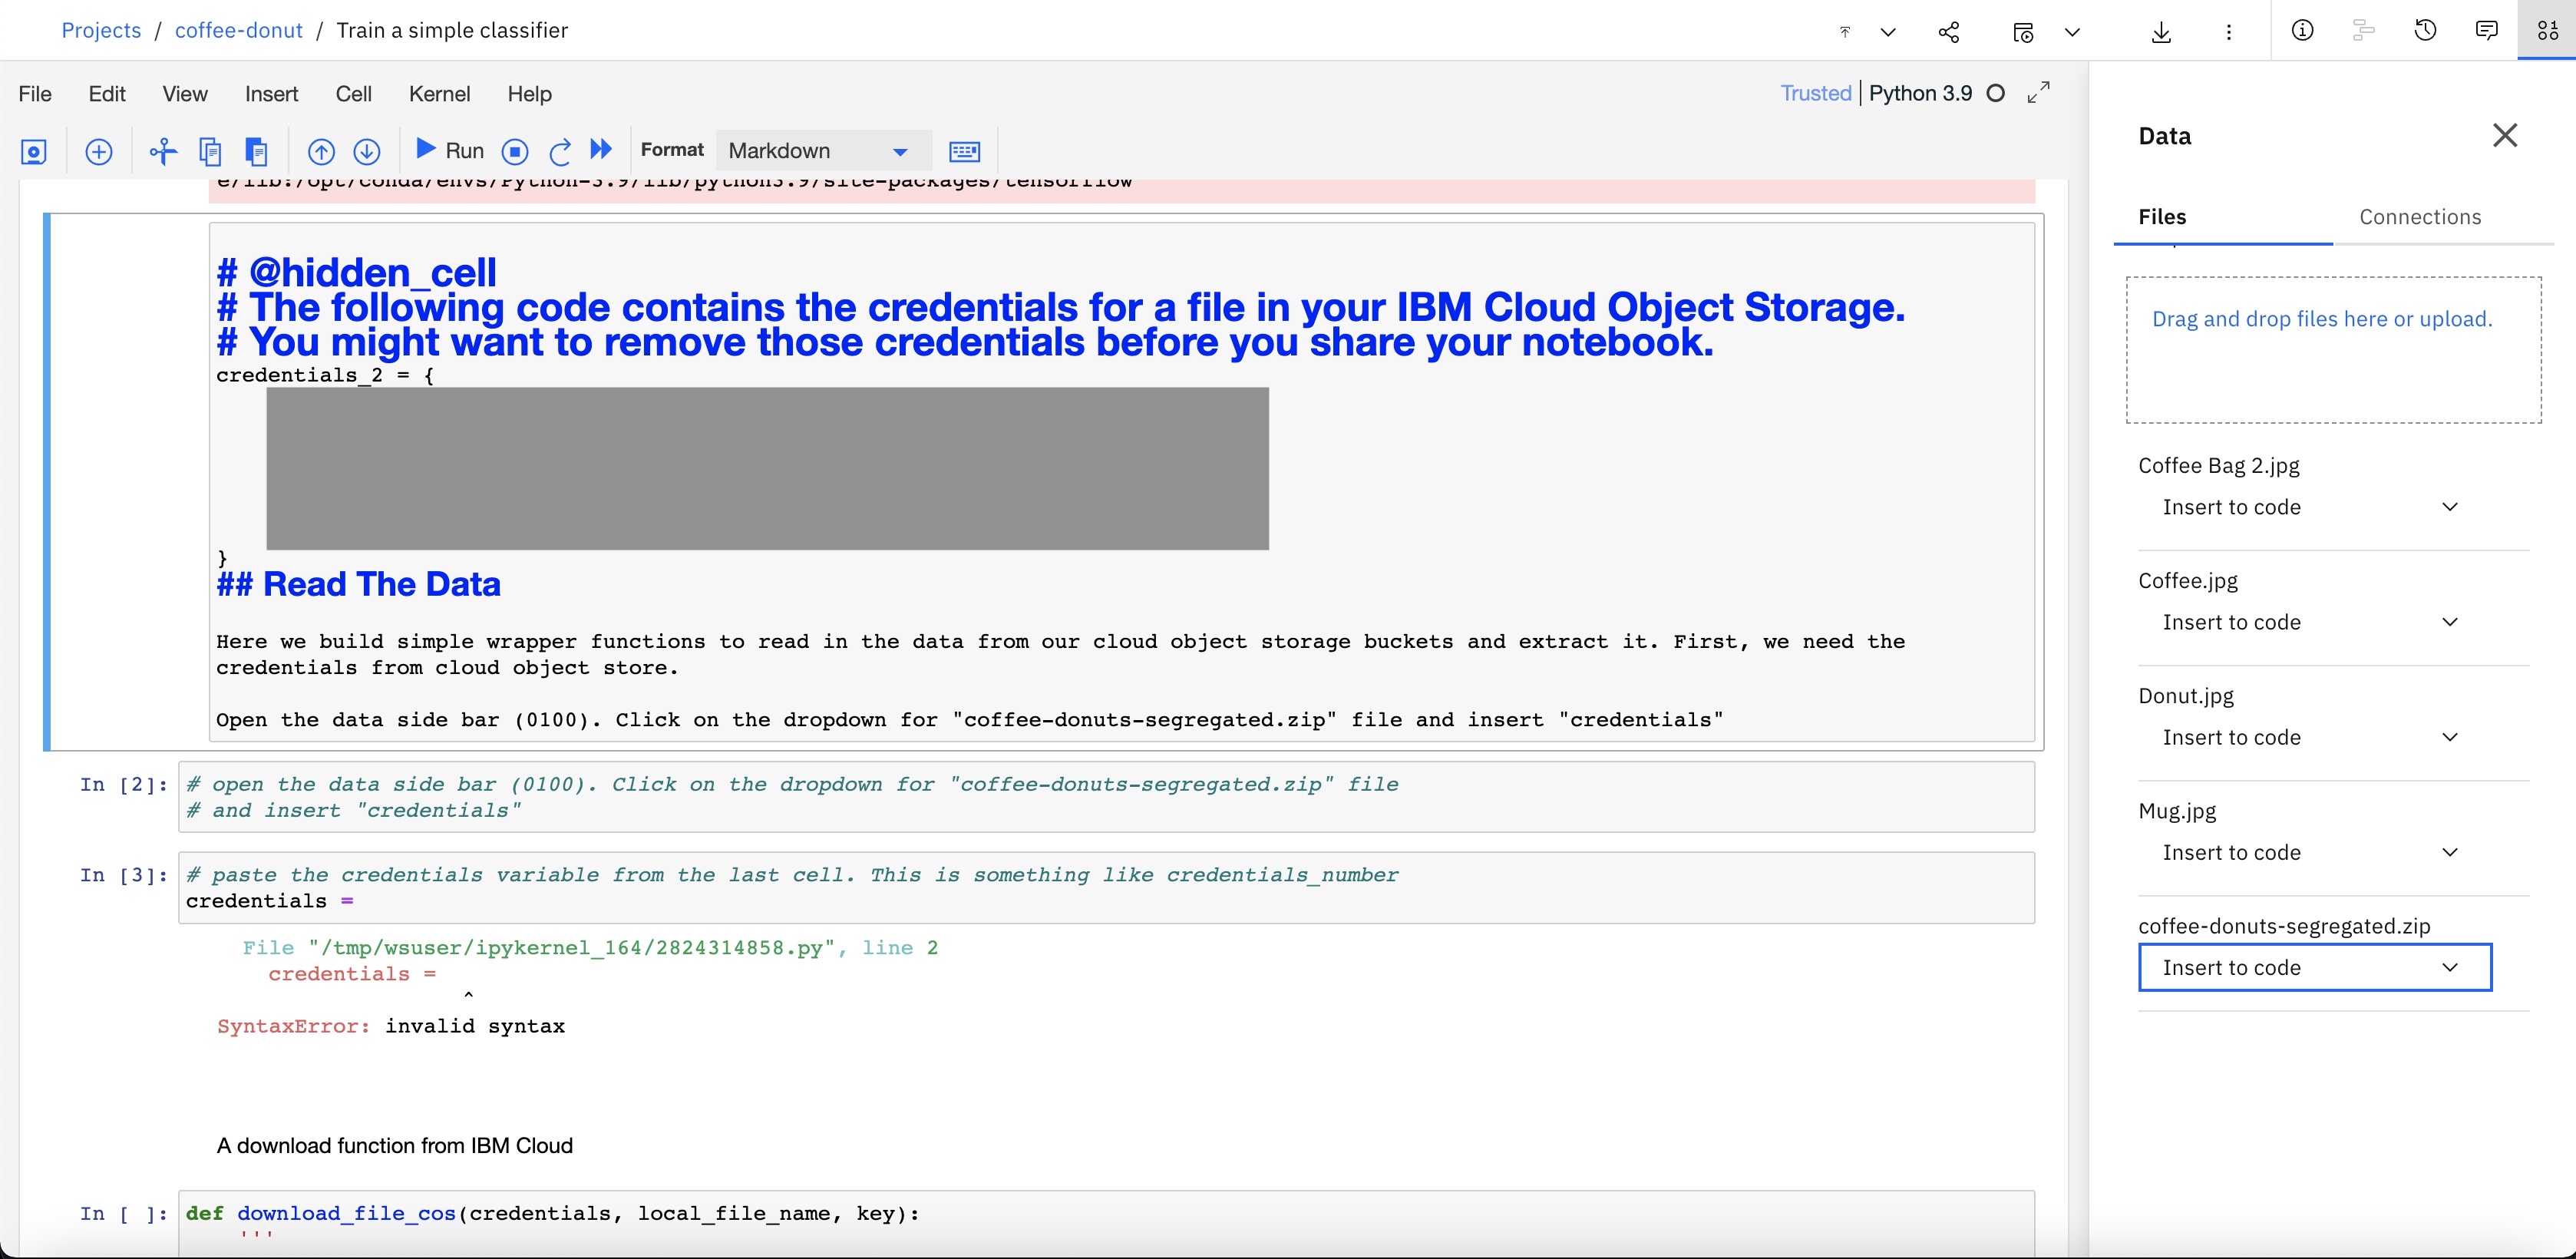 Projects / coffee-donut / Train a simple classifier
File Edit View Insert Cell Kernel Help
Trusted | Python 3.9
Run
Format
Markdown
e/lib:/opt/conda/envs/Python-3.9/lib/python3.9/site-packages/tensorflow
# @hidden_cell
# The following code contains the credentials for a file in your IBM Cloud Object Storage.
# You might want to remove those credentials before you share your notebook.
credentials_2 = {
}
## Read The Data
Here we build simple wrapper functions to read in the data from our cloud object storage buckets and extract it. First, we need the
credentials from cloud object store.
Open the data side bar (0100). Click on the dropdown for "coffee-donuts-segregated.zip" file and insert "credentials"
In [2]: # open the data side bar (0100). Click on the dropdown for "coffee-donuts-segregated.zip" file
# and insert "credentials"
In [3]: # paste the credentials variable from the last cell. This is something like credentials_number
credentials =
File "/tmp/wsuser/ipykernel_164/2824314858.py", line 2
credentials =
^
SyntaxError: invalid syntax
A download function from IBM Cloud
In [ ]: def download_file_cos(credentials, local_file_name, key):
'''
Data
Files
Connections
Drag and drop files here or upload.
Coffee Bag 2.jpg
Insert to code
Coffee.jpg
Insert to code
Donut.jpg
Insert to code
Mug.jpg
Insert to code
coffee-donuts-segregated.zip
Insert to code